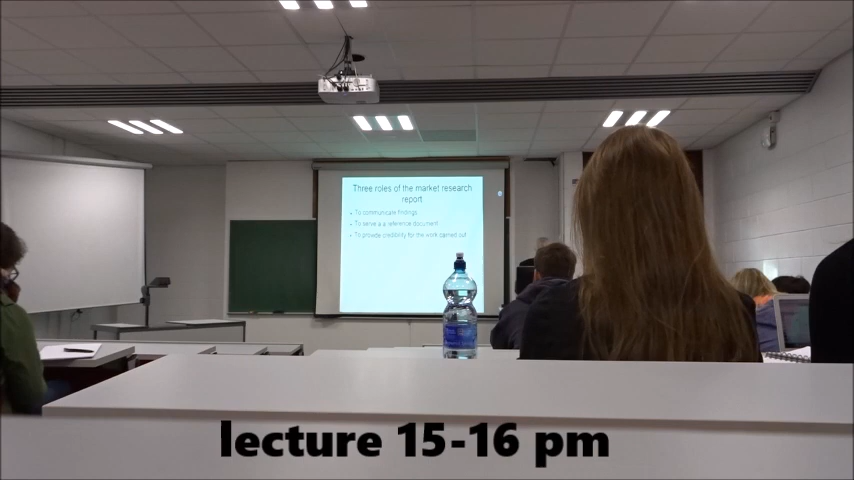 Three roles of the market research
report
• To communicate findings
• To serve a a reference document
• To provide credibility for the work carried out
lecture 15-16 pm